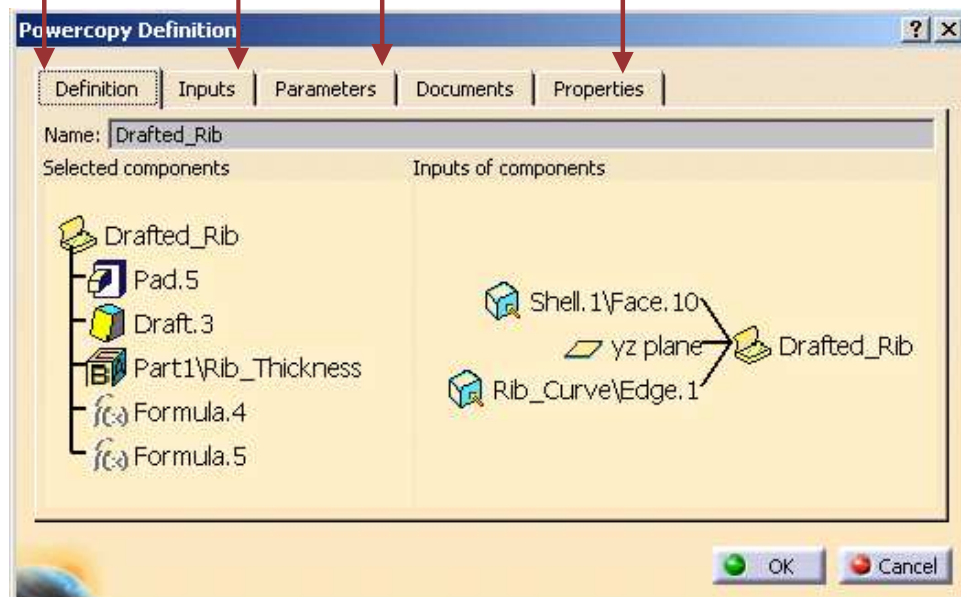 Powercopy Definition
Definition Inputs Parameters Documents Properties
Name: Drafted_Rib
Selected components Inputs of components
Drafted_Rib
Pad.5
Draft.3
Part1\Rib_Thickness
Formula.4
Formula.5
Shell.1\Face.10
yz plane
Rib_Curve\Edge.1
Drafted_Rib
OK Cancel